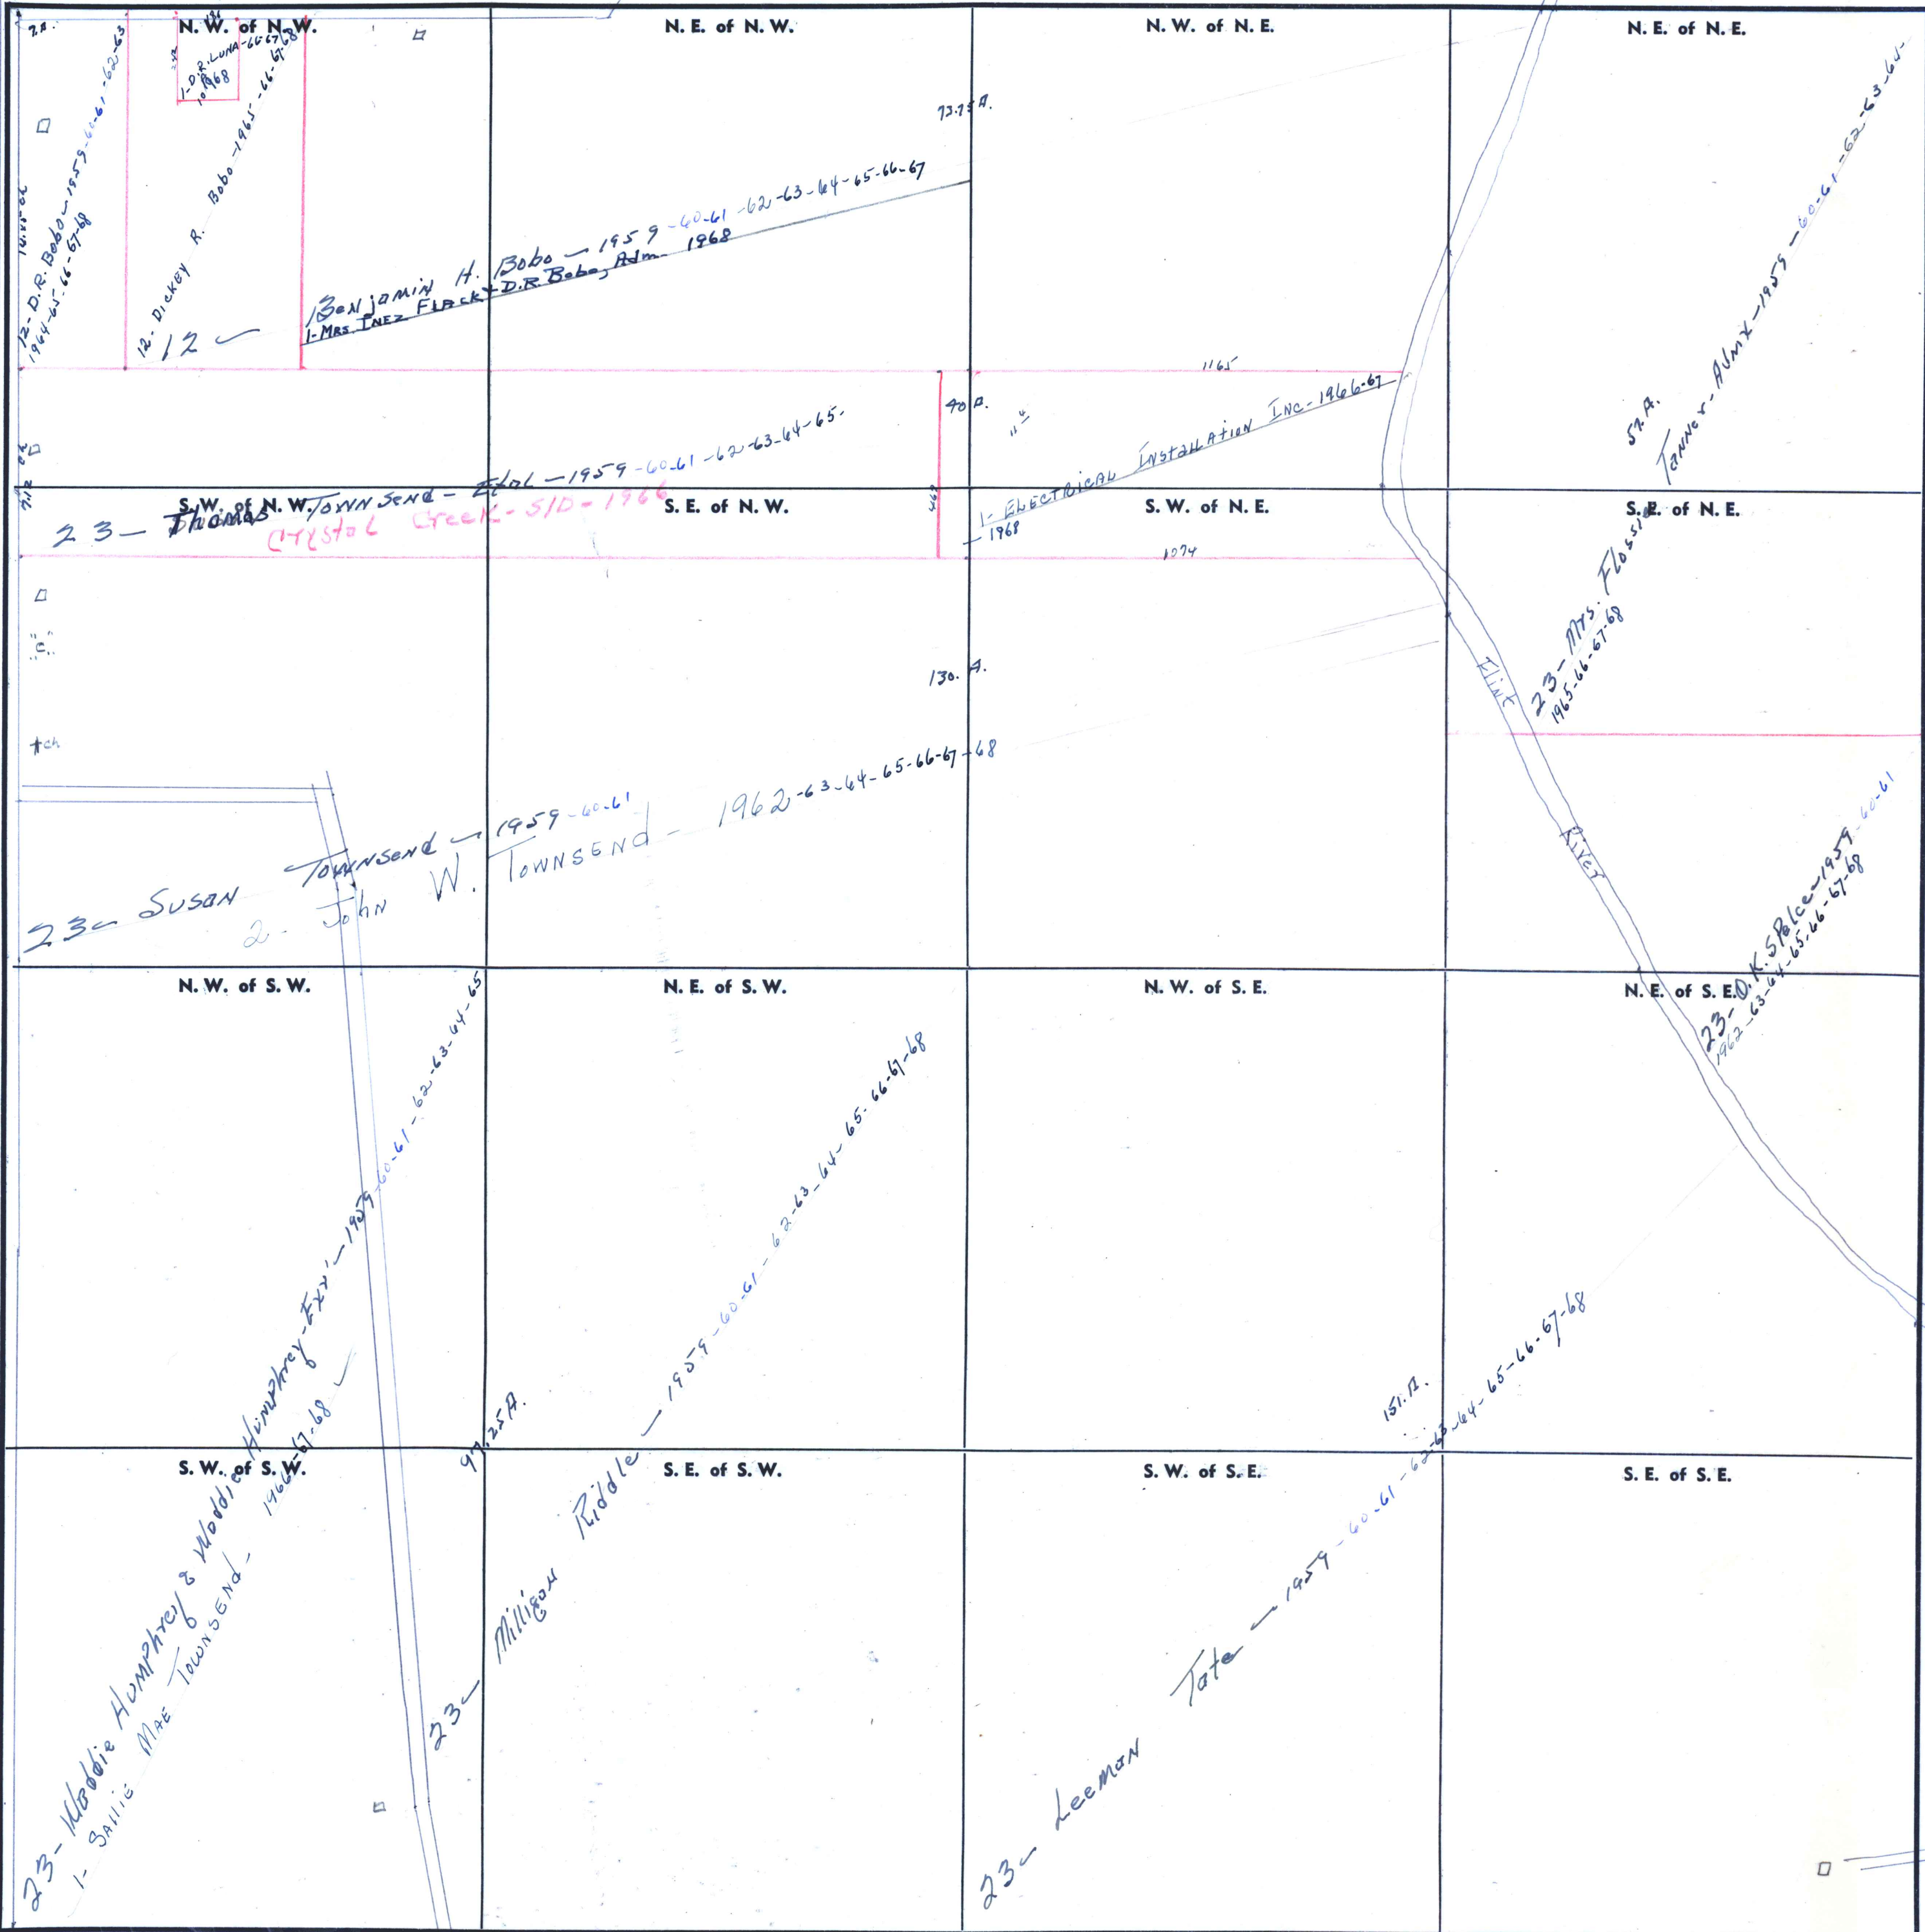 N. W. of N. W.
N. E. of N. W.
N. W. of N. E.
N. E. of N. E.
2A.
12- D.R. Bobo - 1959-60-61-62-63
1964-65-66-67-68
1-D.R. LUNA-66-67
1968
12- DICKEY R. Bobo -1965-66-67-68
73.75 A.
12 - Benjamin H. Bobo - 1959-60-61-62-63-64-65-66-67
1-MRS INEZ FLACK & D.R. Bobo, Adm. 1968
1165
40 A.
1- ELECTRICAL INSTALLATION INC-1966-67
1968
1074
52.A.
23- Mrs. Flossie Tanner - Admx - 1959-60-61-62-63-64-
1965-66-67-68
S. W. of N. W.
S. E. of N. W.
S. W. of N. E.
S. E. of N. E.
23- Thomas TOWNSENd - Etal - 1959-60-61-62-63-64-65-
Crystal Creek - S/D - 1966
"C"
ch
130. A.
23- SUSAN TOWNSENd - 1959-60-61
2- John W. TOWNSENd - 1962-63-64-65-66-67-68
Flint
River
23- O.K. Splace-1959-60-61
1962-63-64-65-66-67-68
N. W. of S. W.
N. E. of S. W.
N. W. of S. E.
N. E. of S. E.
23- Waddie HUMPhrey & Waddie Humphrey-Exr - 1959-60-61-62-63-64-65
1- SAllIE MAE TOWNSENd - 1966-67-68
97.25A.
23- Milligan Riddle - 1959-60-61-62-63-64-65-66-67-68
151.A.
23- LeemaN Tate - 1959-60-61-62-63-64-65-66-67-68
S. W. of S. W.
S. E. of S. W.
S. W. of S. E.
S. E. of S. E.